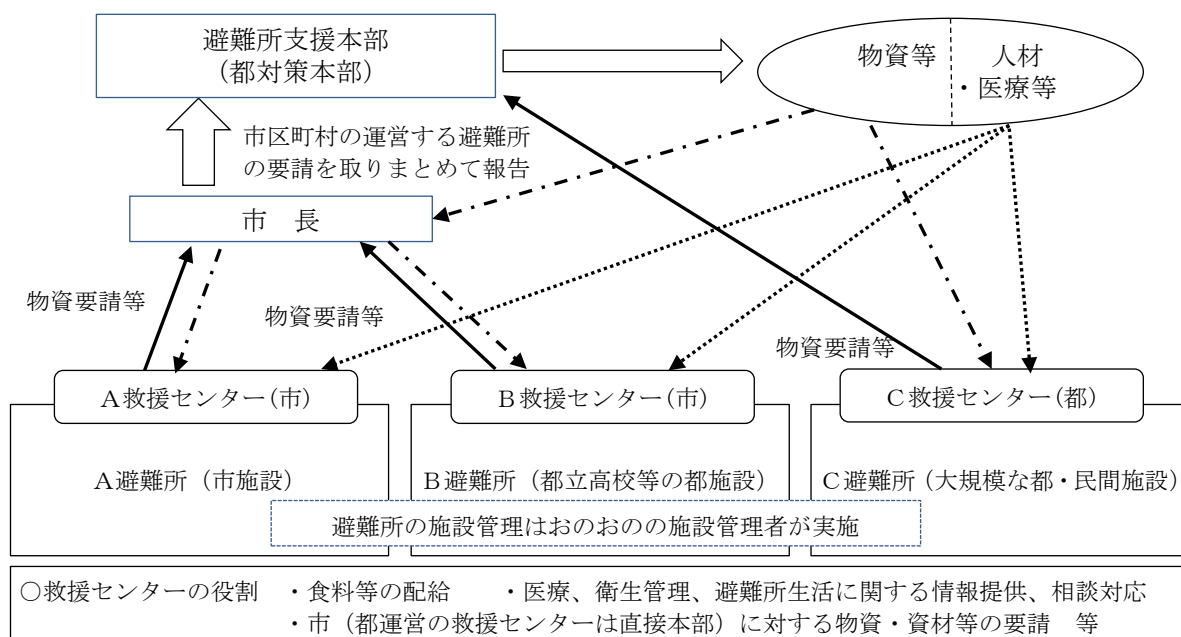 避難所支援本部
(都対策本部)
物資等
人材
・医療等
市区町村の運営する避難所
の要請を取りまとめて報告
市　長
物資要請等
物資要請等
物資要請等
A救援センター(市)
B救援センター(市)
C救援センター(都)
A避難所（市施設）
B避難所（都立高校等の都施設）
C避難所（大規模な都・民間施設）
避難所の施設管理はおのおのの施設管理者が実施
○救援センターの役割　・食料等の配給　　・医療、衛生管理、避難所生活に関する情報提供、相談対応
・市（都運営の救援センターは直接本部）に対する物資・資材等の要請　等